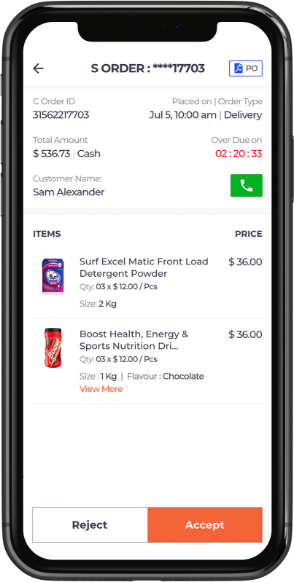 S ORDER : ****17703
PO
C Order ID
Placed on | Order Type
31562217703
Jul 5, 10:00 am | Delivery
Total Amount
Over Due on
$ 536.73 | Cash
02 : 20 : 33
Customer Name:
Sam Alexander
ITEMS
PRICE
Surf Excel Matic Front Load
$ 36.00
Detergent Powder
Qty: 03 x $ 12.00 / Pcs
Size: 2 Kg
Boost Health, Energy &
$ 36.00
Sports Nutrition Dri...
Qty: 03 x $ 12.00 / Pcs
Size : 1 Kg | Flavour : Chocolate
View More
Reject
Accept